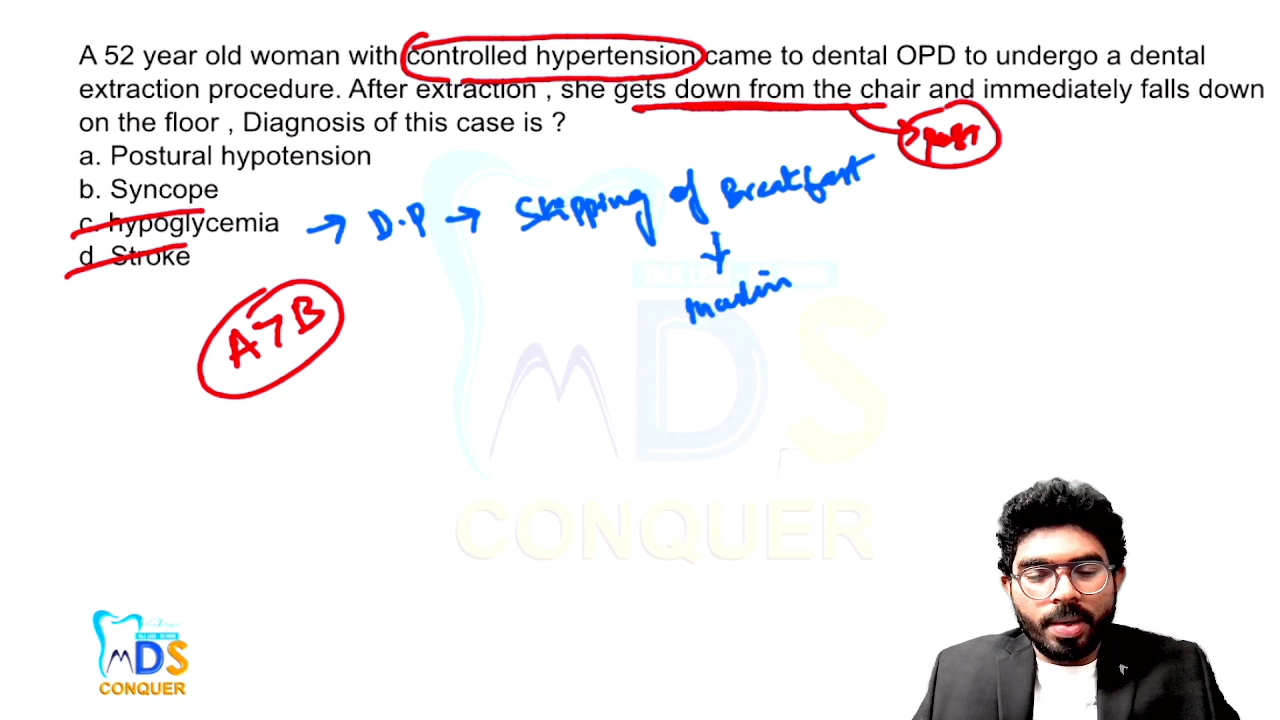 A 52 year old woman with controlled hypertension came to dental OPD to undergo a dental
extraction procedure. After extraction , she gets down from the chair and immediately falls down
on the floor , Diagnosis of this case is ?
a. Postural hypotension
b. Syncope
c. hypoglycemia
d. Stroke
→ D.P → Skipping of Breakfast
A > B
MDS
CONQUER
MDS
CONQUER